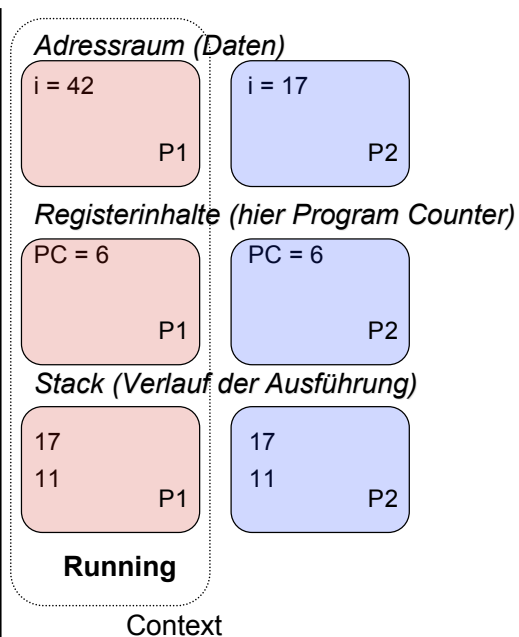 Adressraum (Daten)
i = 42
P1
i = 17
P2
Registerinhalte (hier Program Counter)
PC = 6
P1
PC = 6
P2
Stack (Verlauf der Ausführung)
17
11
P1
17
11
P2
Running
Context